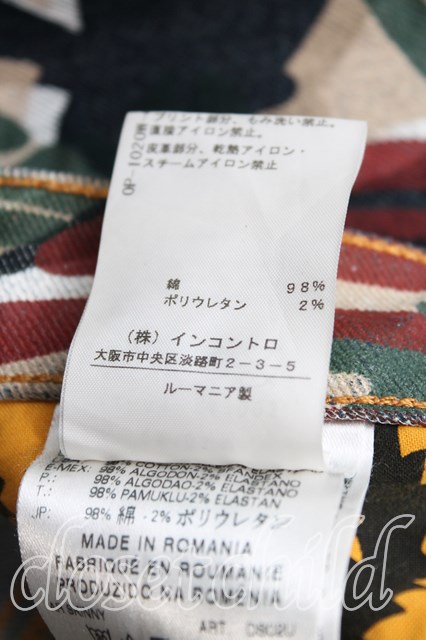 プリント部分、もみ洗い禁止。
直接アイロン禁止。
皮革部分、乾熱アイロン・
スチームアイロン禁止
OP-1020
綿 98%
ポリウレタン 2%
(株) インコントロ
大阪市中央区淡路町2-3-5
ルーマニア製
E-MEX: 98% ALGODON-2% ELASTANO
P.: 98% ALGODAO-2% ELASTANO
T.: 98% PAMUKLU-2% ELASTAN
JP: 98% 綿 - 2% ポリウレタン
MADE IN ROMANIA
FABRIQUE EN ROUMANIE
PRODUZIDO NA ROMANIA
ART.
closetchild